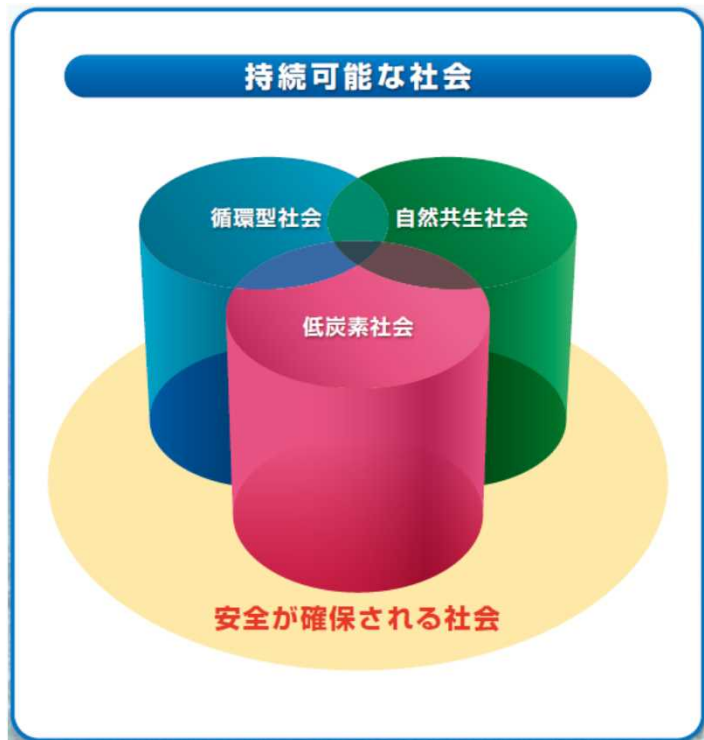 持続可能な社会
循環型社会
自然共生社会
低炭素社会
安全が確保される社会